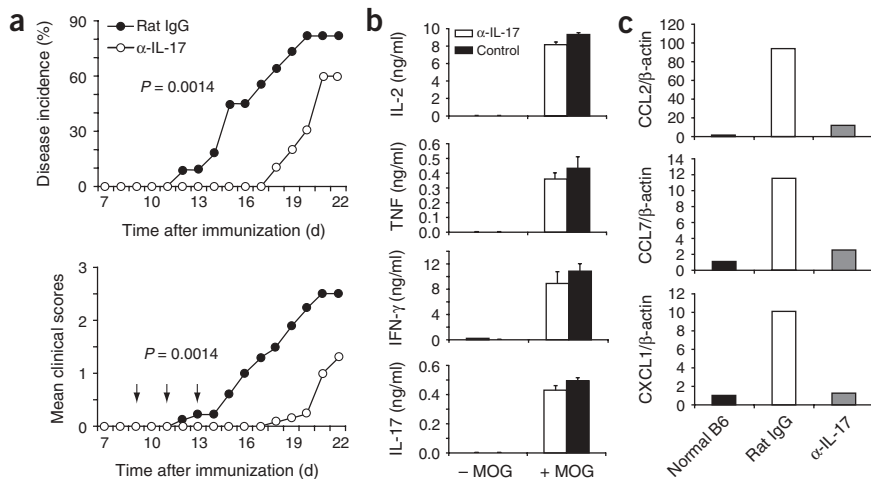 a
Rat IgG
α-IL-17
Disease incidence (%)
90
60
30
0
P = 0.0014
7 10 13 16 19 22
Time after immunization (d)
Mean clinical scores
3
2
1
0
P = 0.0014
7 10 13 16 19 22
Time after immunization (d)
b
α-IL-17
Control
IL-2 (ng/ml)
10
8
6
4
2
0
TNF (ng/ml)
0.6
0.5
0.4
0.3
0.2
0.1
0.0
IFN-γ (ng/ml)
12
8
4
0
IL-17 (ng/ml)
0.6
0.4
0.2
0.0
– MOG + MOG
c
CCL2/β-actin
120
100
80
60
40
20
0
CCL7/β-actin
14
12
10
8
6
4
2
0
CXCL1/β-actin
12
10
8
6
4
2
0
Normal B6
Rat IgG
α-IL-17